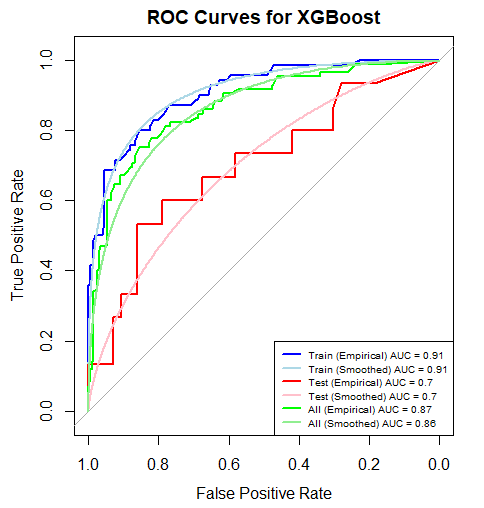 ROC Curves for XGBoost
True Positive Rate
1.0
0.8
0.6
0.4
0.2
0.0
Train (Empirical) AUC = 0.91
Train (Smoothed) AUC = 0.91
Test (Empirical) AUC = 0.7
Test (Smoothed) AUC = 0.7
All (Empirical) AUC = 0.87
All (Smoothed) AUC = 0.86
1.0 0.8 0.6 0.4 0.2 0.0
False Positive Rate